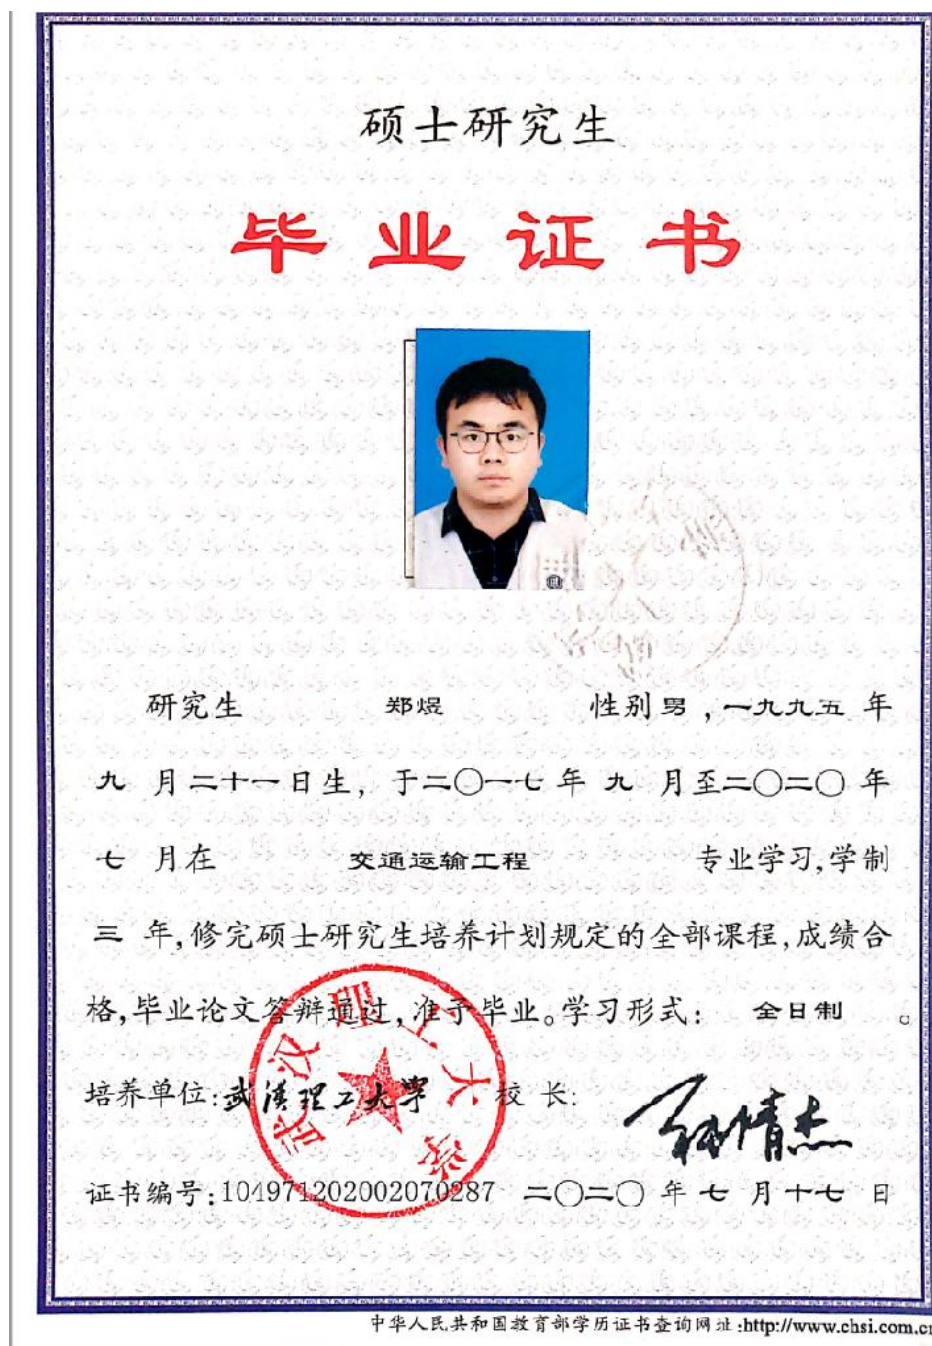 硕士研究生
毕业证书
研究生 郑煜 性别男,一九九五年
九月二十一日生,于二〇一七年九月至二〇二〇年
七月在 交通运输工程 专业学习,学制
三年,修完硕士研究生培养计划规定的全部课程,成绩合
格,毕业论文答辩通过,准予毕业。学习形式: 全日制 。
培养单位:武漢理工大學 校长:
武汉理工大学
证书编号:104971202002070287 二〇二〇年七月十七日
中华人民共和国教育部学历证书查询网址:http://www.chsi.com.cn